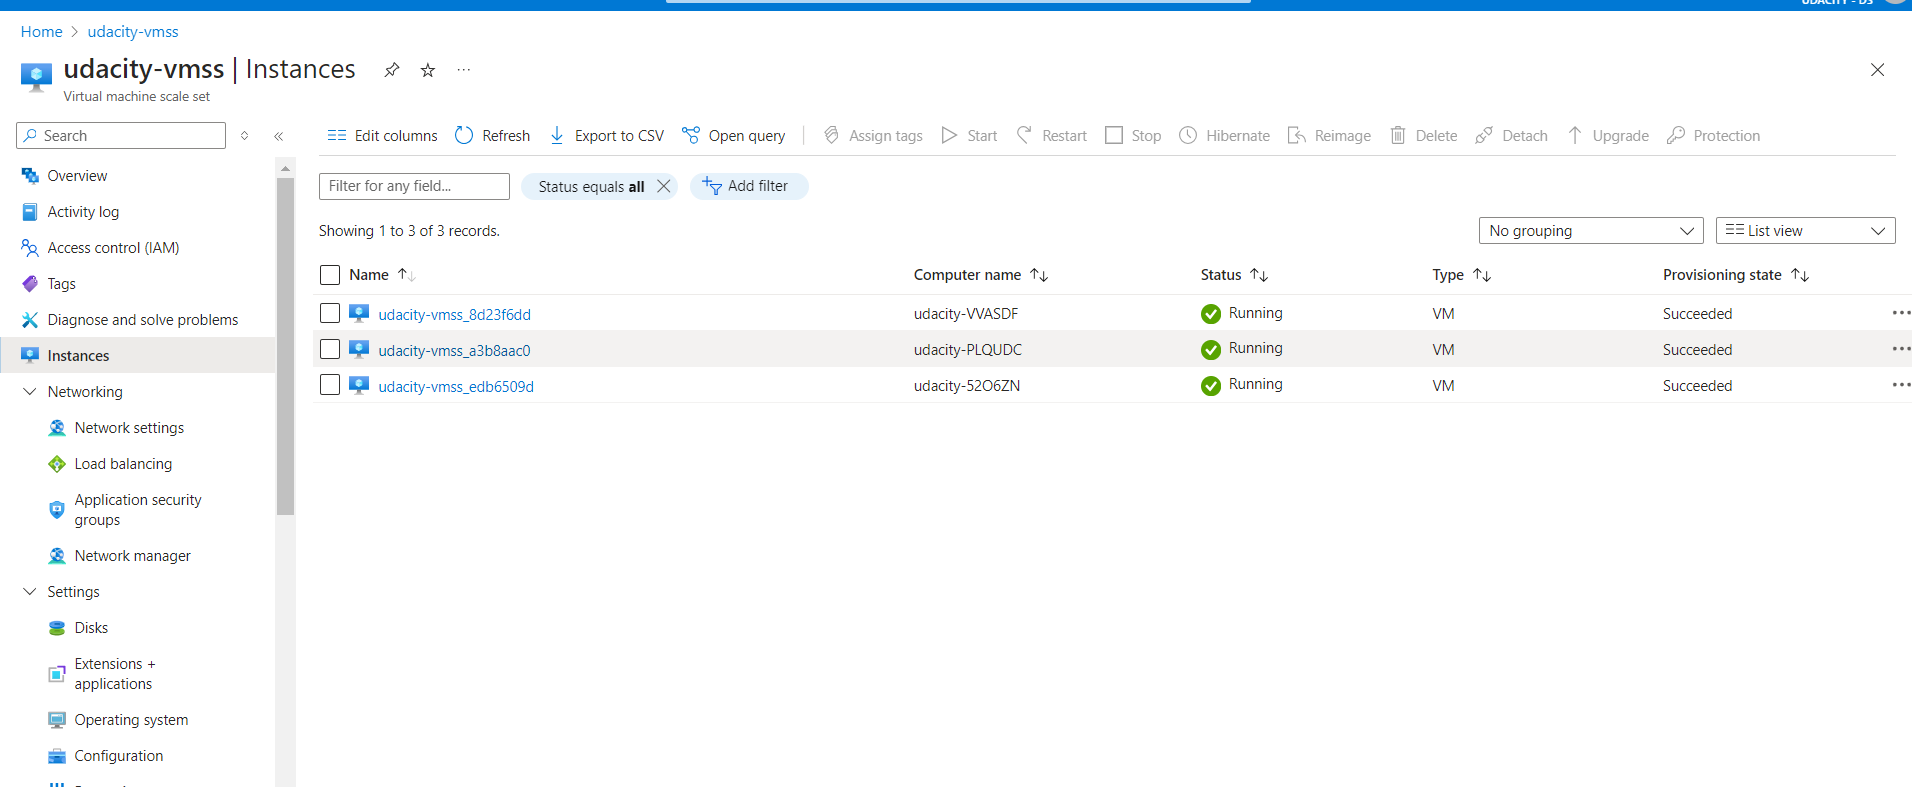 UDACITY - D3
Home > udacity-vmss
udacity-vmss | Instances
Virtual machine scale set
Search
Edit columns Refresh Export to CSV Open query Assign tags Start Restart Stop Hibernate Reimage Delete Detach Upgrade Protection
Overview
Activity log
Access control (IAM)
Tags
Diagnose and solve problems
Instances
Networking
Network settings
Load balancing
Application security
groups
Network manager
Settings
Disks
Extensions +
applications
Operating system
Configuration
Filter for any field...
Status equals all
Add filter
Showing 1 to 3 of 3 records.
No grouping
List view
Name Computer name Status Type Provisioning state
udacity-vmss_8d23f6dd udacity-VVASDF Running VM Succeeded
udacity-vmss_a3b8aac0 udacity-PLQUDC Running VM Succeeded
udacity-vmss_edb6509d udacity-52O6ZN Running VM Succeeded